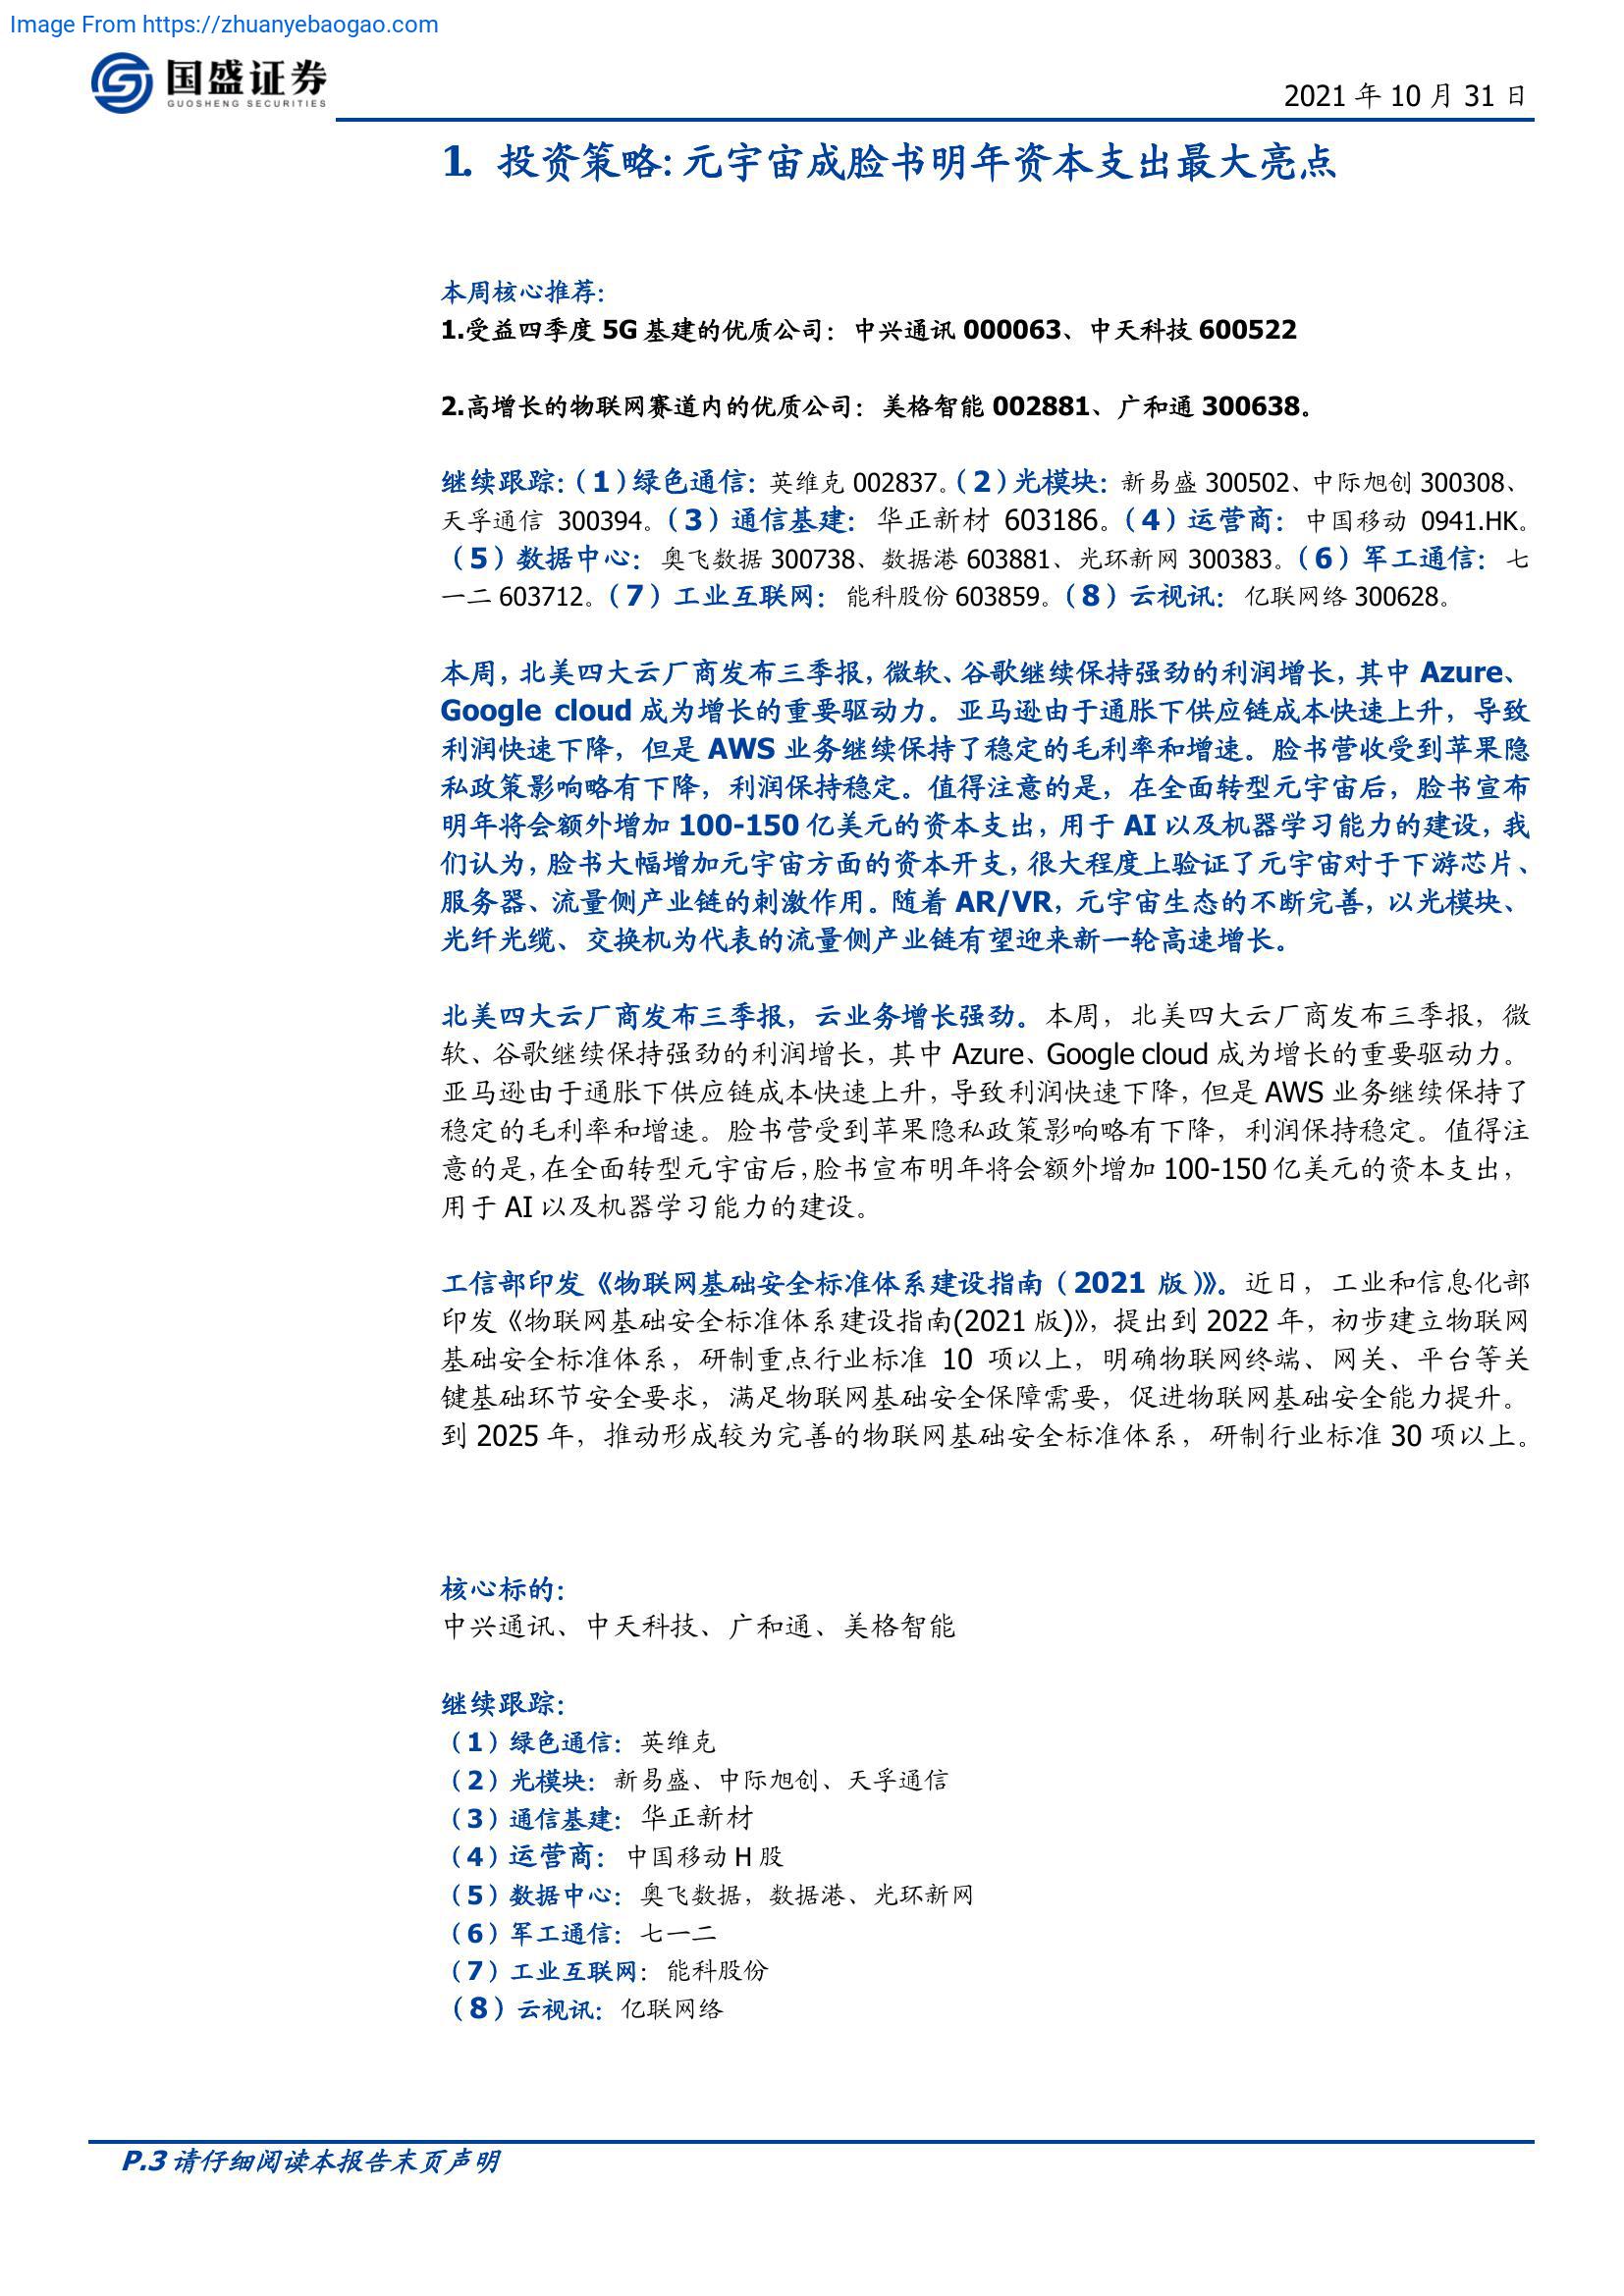 Image From https://zhuanyebaogao.com
国盛证券
GUOSHENG SECURITIES
2021 年 10 月 31 日
1. 投资策略：元宇宙成脸书明年资本支出最大亮点
本周核心推荐：
1.受益四季度 5G 基建的优质公司：中兴通讯 000063、中天科技 600522
2.高增长的物联网赛道内的优质公司：美格智能 002881、广和通 300638。
继续跟踪：（1）绿色通信：英维克 002837。（2）光模块：新易盛 300502、中际旭创 300308、
天孚通信 300394。（3）通信基建：华正新材 603186。（4）运营商：中国移动 0941.HK。
（5）数据中心：奥飞数据 300738、数据港 603881、光环新网 300383。（6）军工通信：七
一二 603712。（7）工业互联网：能科股份 603859。（8）云视讯：亿联网络 300628。
本周，北美四大云厂商发布三季报，微软、谷歌继续保持强劲的利润增长，其中 Azure、
Google cloud 成为增长的重要驱动力。亚马逊由于通胀下供应链成本快速上升，导致
利润快速下降，但是 AWS 业务继续保持了稳定的毛利率和增速。脸书营收受到苹果隐
私政策影响略有下降，利润保持稳定。值得注意的是，在全面转型元宇宙后，脸书宣布
明年将会额外增加 100-150 亿美元的资本支出，用于 AI 以及机器学习能力的建设，我
们认为，脸书大幅增加元宇宙方面的资本开支，很大程度上验证了元宇宙对于下游芯片、
服务器、流量侧产业链的刺激作用。随着 AR/VR，元宇宙生态的不断完善，以光模块、
光纤光缆、交换机为代表的流量侧产业链有望迎来新一轮高速增长。
北美四大云厂商发布三季报，云业务增长强劲。本周，北美四大云厂商发布三季报，微
软、谷歌继续保持强劲的利润增长，其中 Azure、Google cloud 成为增长的重要驱动力。
亚马逊由于通胀下供应链成本快速上升，导致利润快速下降，但是 AWS 业务继续保持了
稳定的毛利率和增速。脸书营受到苹果隐私政策影响略有下降，利润保持稳定。值得注
意的是，在全面转型元宇宙后，脸书宣布明年将会额外增加 100-150 亿美元的资本支出，
用于 AI 以及机器学习能力的建设。
工信部印发《物联网基础安全标准体系建设指南（2021 版）》。近日，工业和信息化部
印发《物联网基础安全标准体系建设指南(2021 版)》，提出到 2022 年，初步建立物联网
基础安全标准体系，研制重点行业标准 10 项以上，明确物联网终端、网关、平台等关
键基础环节安全要求，满足物联网基础安全保障需要，促进物联网基础安全能力提升。
到 2025 年，推动形成较为完善的物联网基础安全标准体系，研制行业标准 30 项以上。
核心标的：
中兴通讯、中天科技、广和通、美格智能
继续跟踪：
（1）绿色通信：英维克
（2）光模块：新易盛、中际旭创、天孚通信
（3）通信基建：华正新材
（4）运营商：中国移动 H 股
（5）数据中心：奥飞数据，数据港、光环新网
（6）军工通信：七一二
（7）工业互联网：能科股份
（8）云视讯：亿联网络
P.3 请仔细阅读本报告末页声明